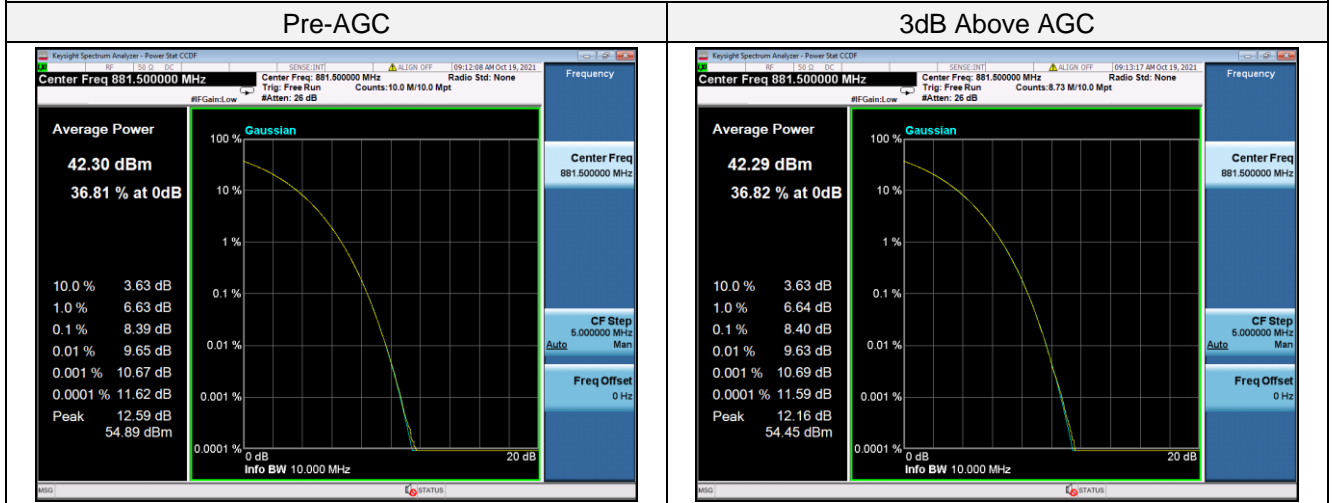 Pre-AGC
3dB Above AGC
Keysight Spectrum Analyzer - Power Stat CCDF
RF 50 Ω DC SENSE:INT ALIGN OFF 09:12:08 AM Oct 19, 2021
Center Freq 881.500000 MHz
Center Freq: 881.500000 MHz Radio Std: None
Trig: Free Run Counts:10.0 M/10.0 Mpt
#IFGain:Low #Atten: 26 dB
Frequency
Average Power
42.30 dBm
36.81 % at 0dB
10.0 % 3.63 dB
1.0 % 6.63 dB
0.1 % 8.39 dB
0.01 % 9.65 dB
0.001 % 10.67 dB
0.0001 % 11.62 dB
Peak 12.59 dB
54.89 dBm
Gaussian
100 %
10 %
1 %
0.1 %
0.01 %
0.001 %
0.0001 %
0 dB 20 dB
Info BW 10.000 MHz
Center Freq
881.500000 MHz
CF Step
5.000000 MHz
Auto Man
Freq Offset
0 Hz
MSG STATUS
Keysight Spectrum Analyzer - Power Stat CCDF
RF 50 Ω DC SENSE:INT ALIGN OFF 09:13:17 AM Oct 19, 2021
Center Freq 881.500000 MHz
Center Freq: 881.500000 MHz Radio Std: None
Trig: Free Run Counts:8.73 M/10.0 Mpt
#IFGain:Low #Atten: 26 dB
Frequency
Average Power
42.29 dBm
36.82 % at 0dB
10.0 % 3.63 dB
1.0 % 6.64 dB
0.1 % 8.40 dB
0.01 % 9.63 dB
0.001 % 10.69 dB
0.0001 % 11.59 dB
Peak 12.16 dB
54.45 dBm
Gaussian
100 %
10 %
1 %
0.1 %
0.01 %
0.001 %
0.0001 %
0 dB 20 dB
Info BW 10.000 MHz
Center Freq
881.500000 MHz
CF Step
5.000000 MHz
Auto Man
Freq Offset
0 Hz
MSG STATUS